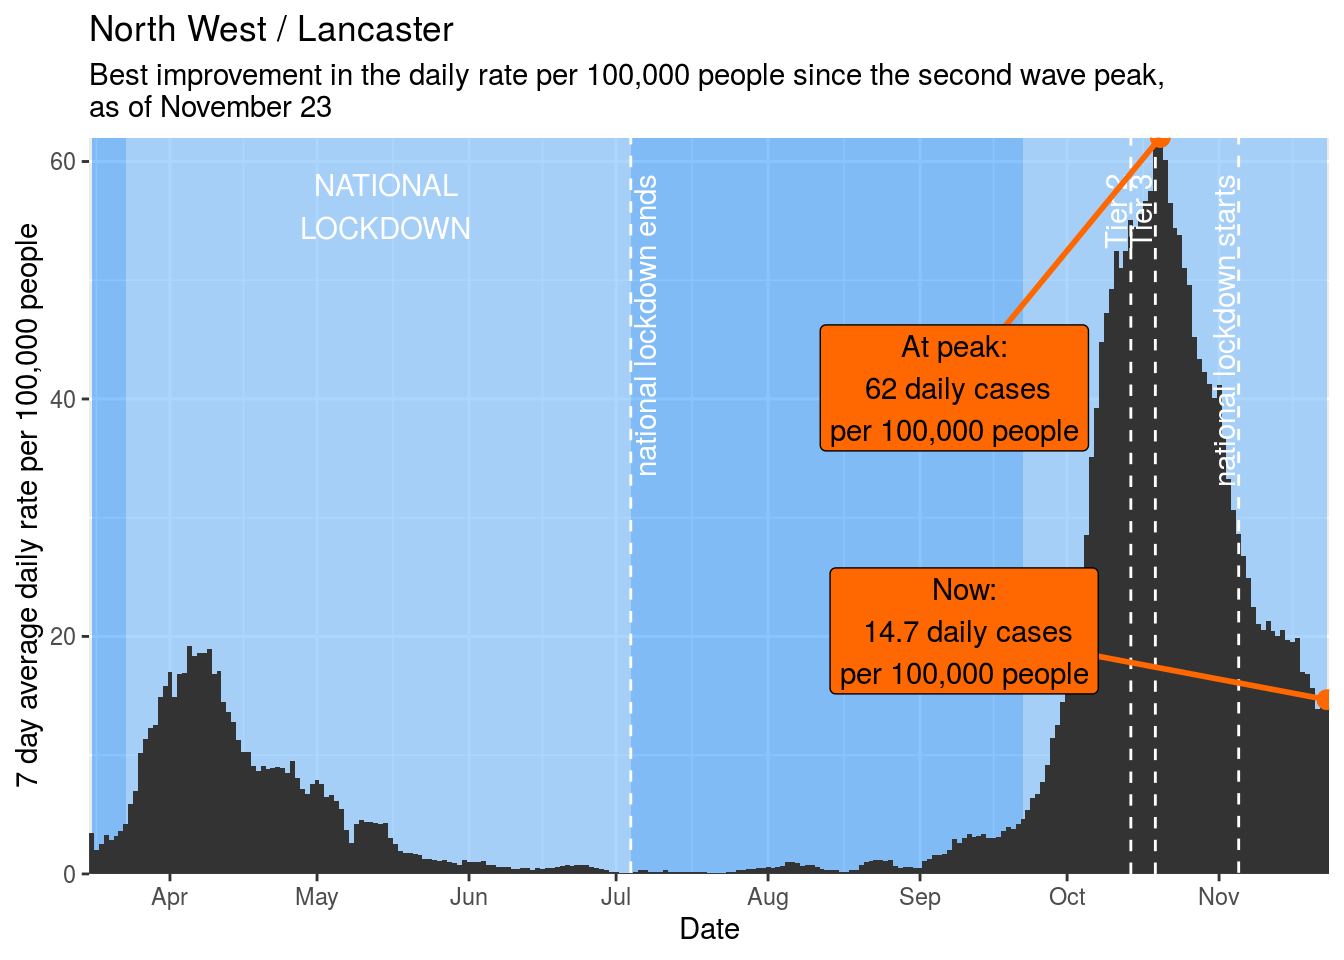 North West / Lancaster
Best improvement in the daily rate per 100,000 people since the second wave peak,
as of November 23
7 day average daily rate per 100,000 people
60
40
20
0
NATIONAL
LOCKDOWN
national lockdown ends
Tier 2
Tier 3
national lockdown starts
At peak:
62 daily cases
per 100,000 people
Now:
14.7 daily cases
per 100,000 people
Apr
May
Jun
Jul
Aug
Sep
Oct
Nov
Date